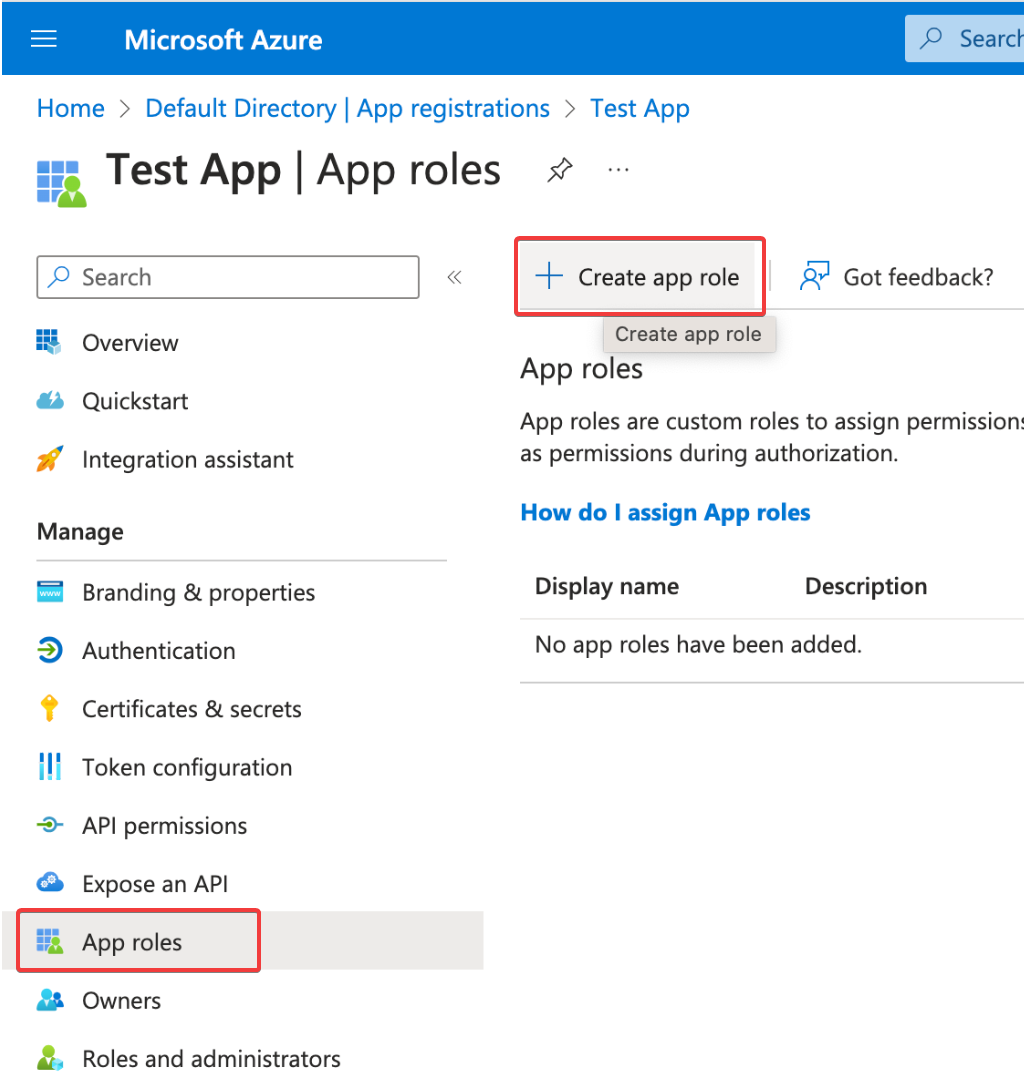 Microsoft Azure
Search
Home > Default Directory | App registrations > Test App
Test App | App roles
...
Search
«
Create app role
Got feedback?
Create app role
Overview
Quickstart
Integration assistant
Manage
Branding & properties
www
Authentication
Certificates & secrets
Token configuration
API permissions
Expose an API
App roles
Owners
Roles and administrators
App roles
App roles are custom roles to assign permissions
as permissions during authorization.
How do I assign App roles
Display name Description
No app roles have been added.